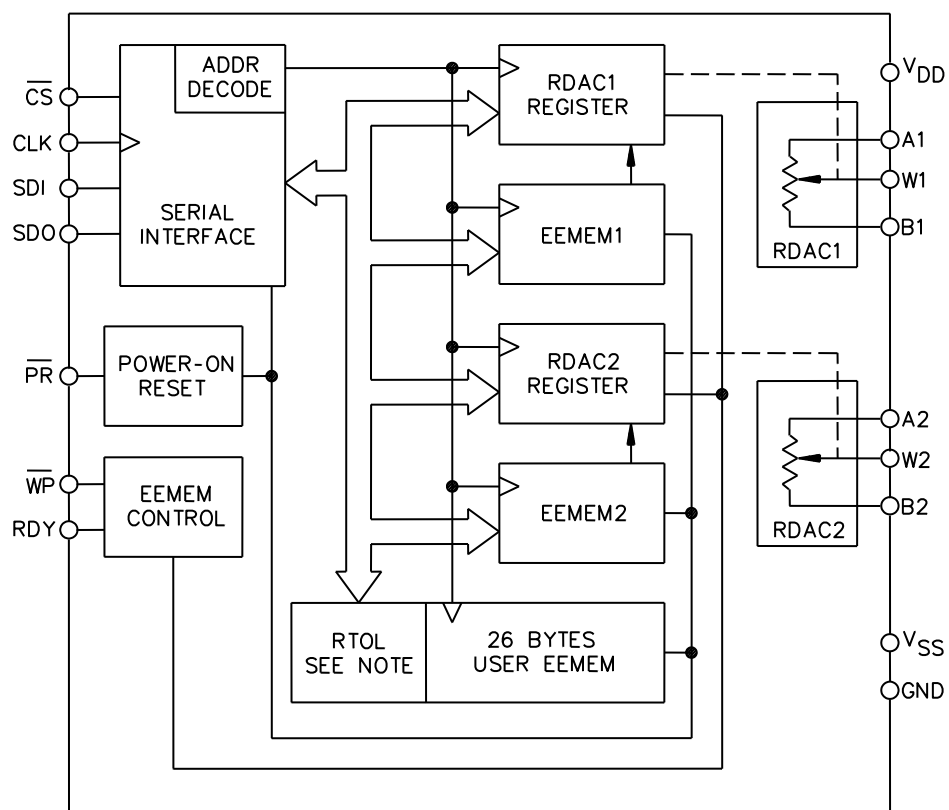 CS
CLK
SDI
SDO
PR
WP
RDY
ADDR
DECODE
SERIAL
INTERFACE
POWER-ON
RESET
EEMEM
CONTROL
RDAC1
REGISTER
EEMEM1
RDAC2
REGISTER
EEMEM2
RTOL
SEE NOTE
26 BYTES
USER EEMEM
RDAC1
RDAC2
VDD
A1
W1
B1
A2
W2
B2
VSS
GND